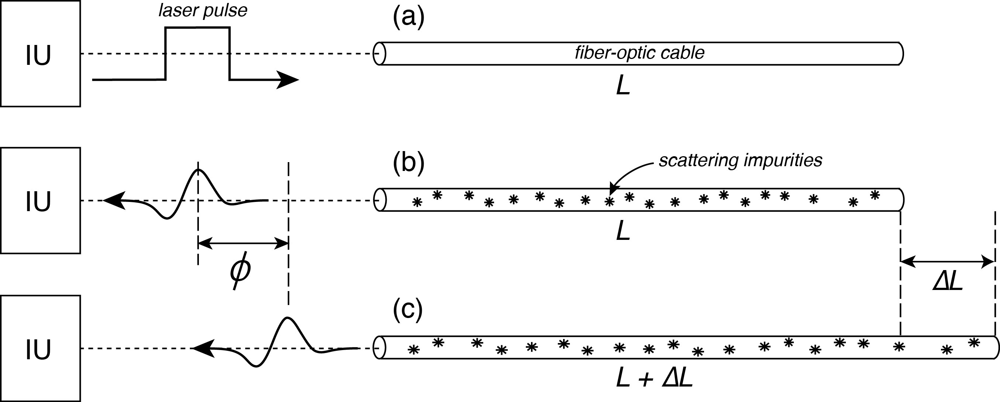 laser pulse
(a)
IU
fiber-optic cable
L
(b)
scattering impurities
IU
L
ϕ
ΔL
(c)
IU
L + ΔL